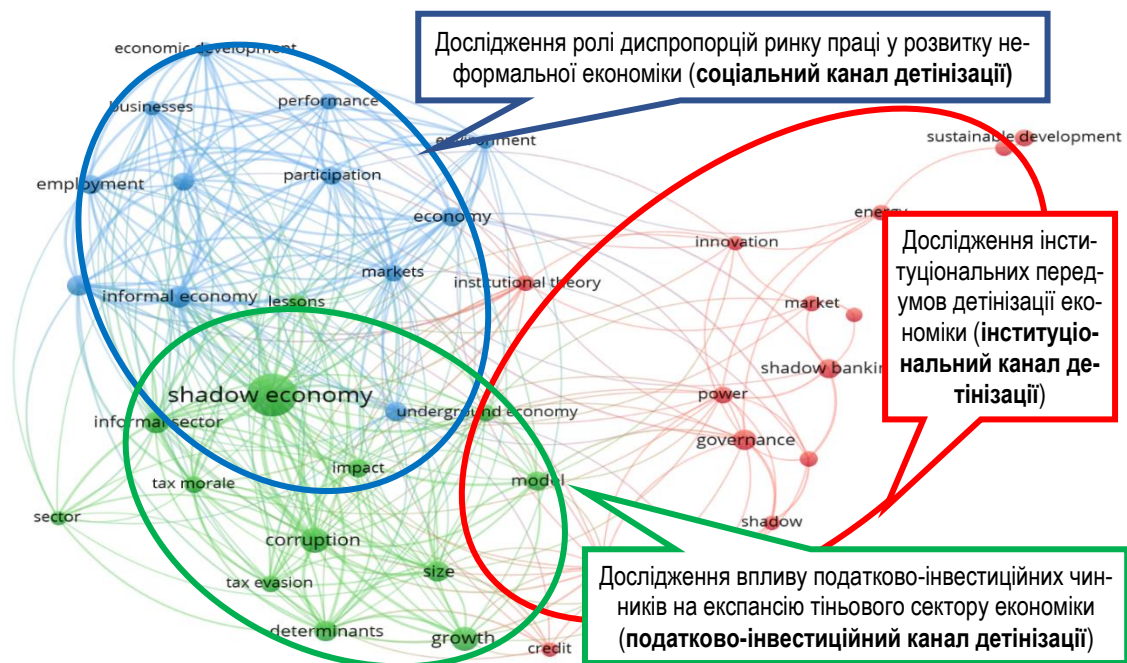 economic development
Дослідження ролі диспропорцій ринку праці у розвитку не-
формальної економіки (соціальний канал детінізації)
businesses
performance
environment
sustainable development
employment
participation
economy
energy
innovation
Дослідження інсти-
туціональних перед-
умов детінізації еко-
номіки (інституціо-
нальний канал де-
тінізації)
markets
institutional theory
informal economy
lessons
market
shadow banking
shadow economy
power
underground economy
informal sector
governance
impact
tax morale
model
sector
shadow
corruption
size
tax evasion
Дослідження впливу податково-інвестиційних чин-
ників на експансію тіньового сектору економіки
(податково-інвестиційний канал детінізації)
determinants
growth
credit